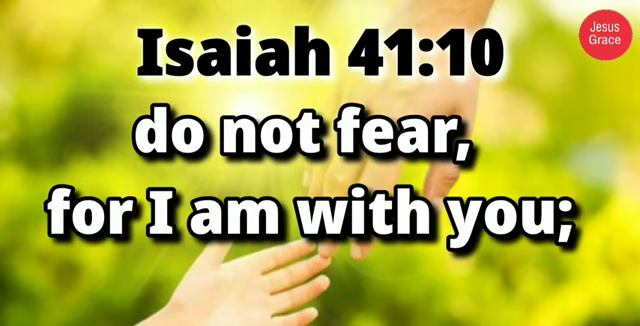 Isaiah 41:10
Jesus
Grace
do not fear,
for I am with you;